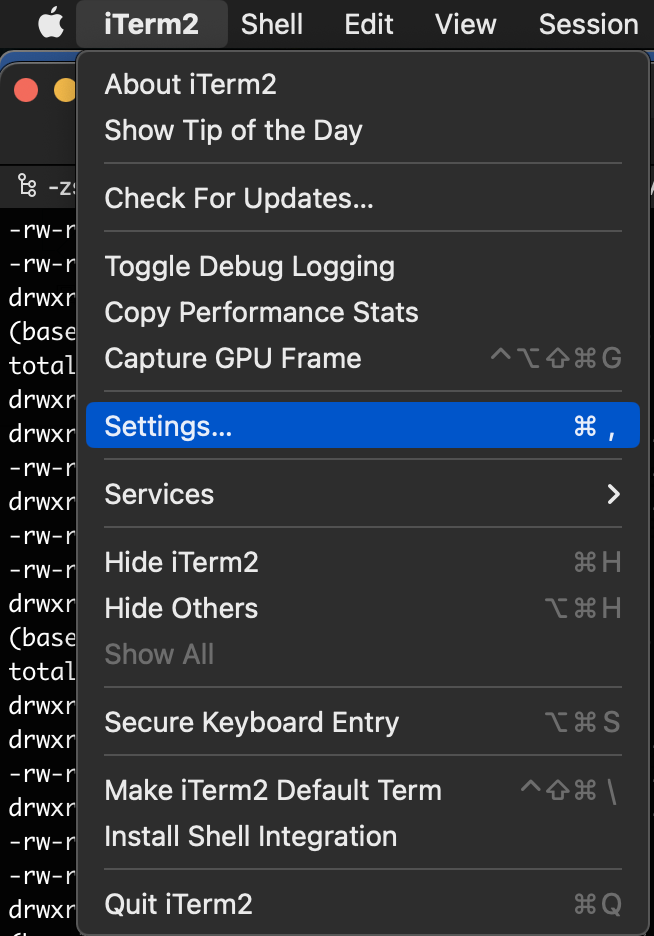 iTerm2 Shell Edit View Session
About iTerm2
Show Tip of the Day
-zs
Check For Updates...
-rw-r
-rw-r
Toggle Debug Logging
drwxr
Copy Performance Stats
(base
Capture GPU Frame ⌃⌥⇧⌘G
total
drwxr
Settings... ⌘ ,
drwxr
-rw-r
Services
drwxr
-rw-r
Hide iTerm2 ⌘H
-rw-r
Hide Others ⌥⌘H
drwxr
(base
Show All
total
drwxr
Secure Keyboard Entry ⌥⌘S
drwxr
-rw-r
Make iTerm2 Default Term ⌃⇧⌘\
drwxr
Install Shell Integration
-rw-r
-rw-r
Quit iTerm2 ⌘Q
drwxr